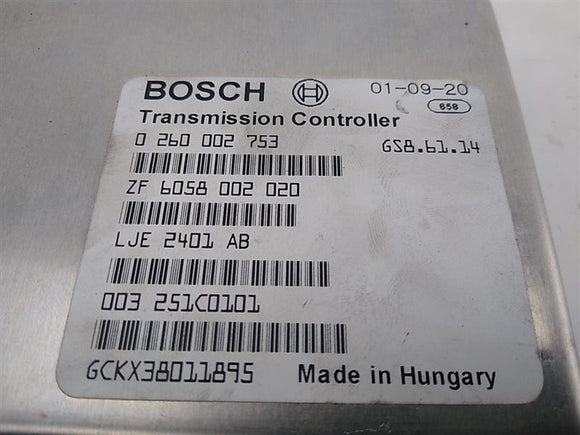 BOSCH 01-09-20
658
Transmission Controller
0 260 002 753 GS8.61.14
ZF 6058 002 020
LJE 2401 AB
003 251C0101
GCKX38011895 Made in Hungary